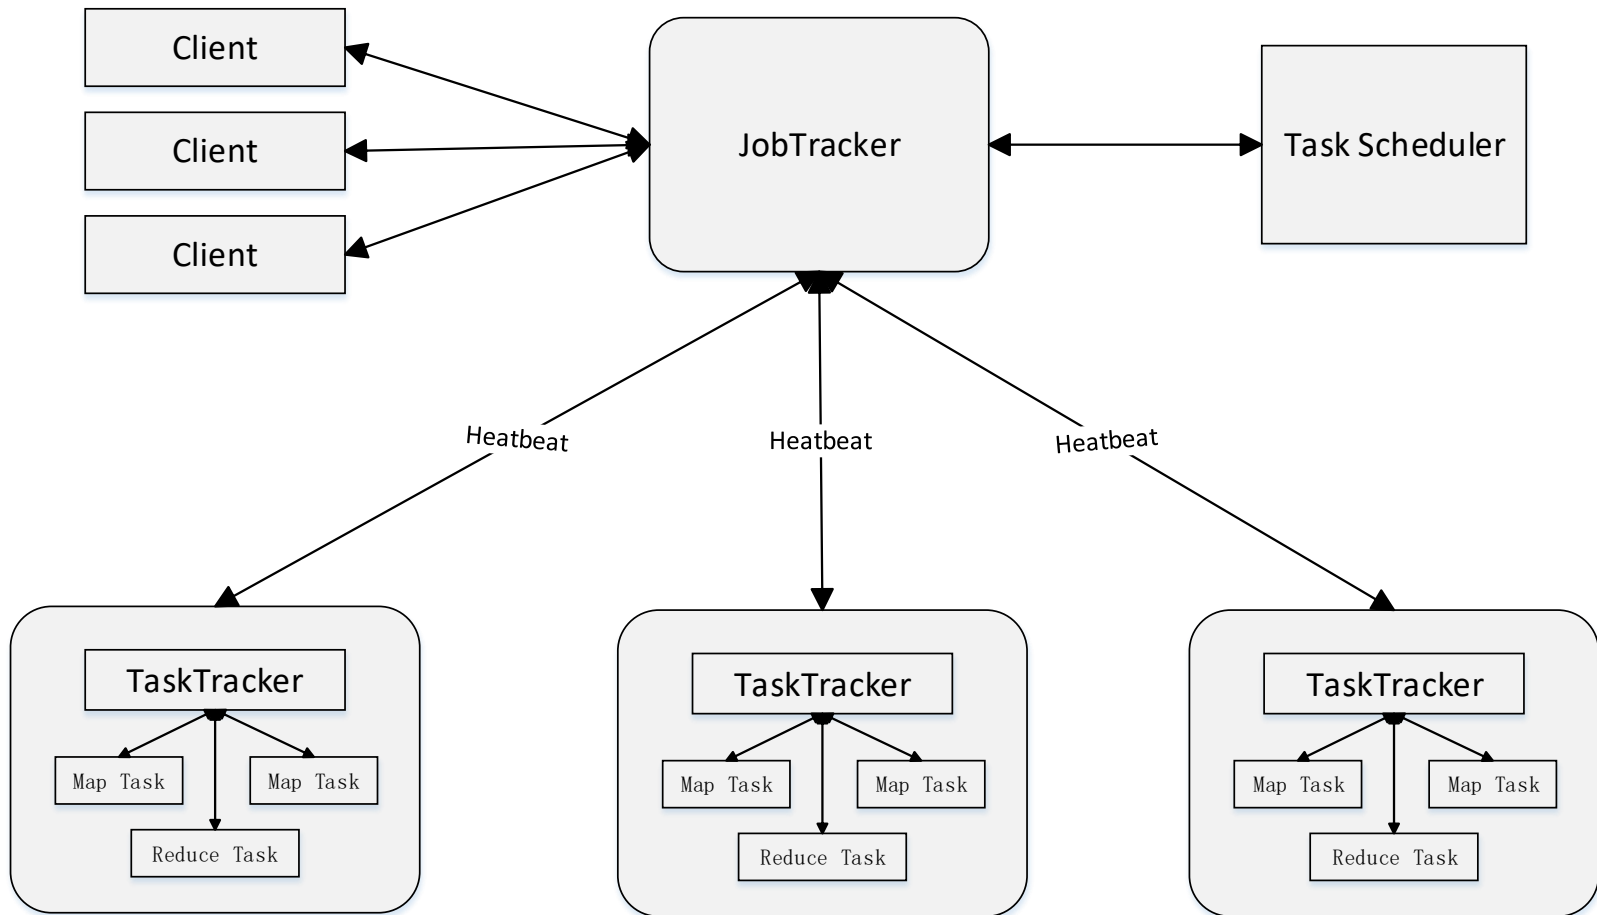 Client
Client
Client
JobTracker
Task Scheduler
Heatbeat
Heatbeat
Heatbeat
TaskTracker
Map Task
Map Task
Reduce Task
TaskTracker
Map Task
Map Task
Reduce Task
TaskTracker
Map Task
Map Task
Reduce Task